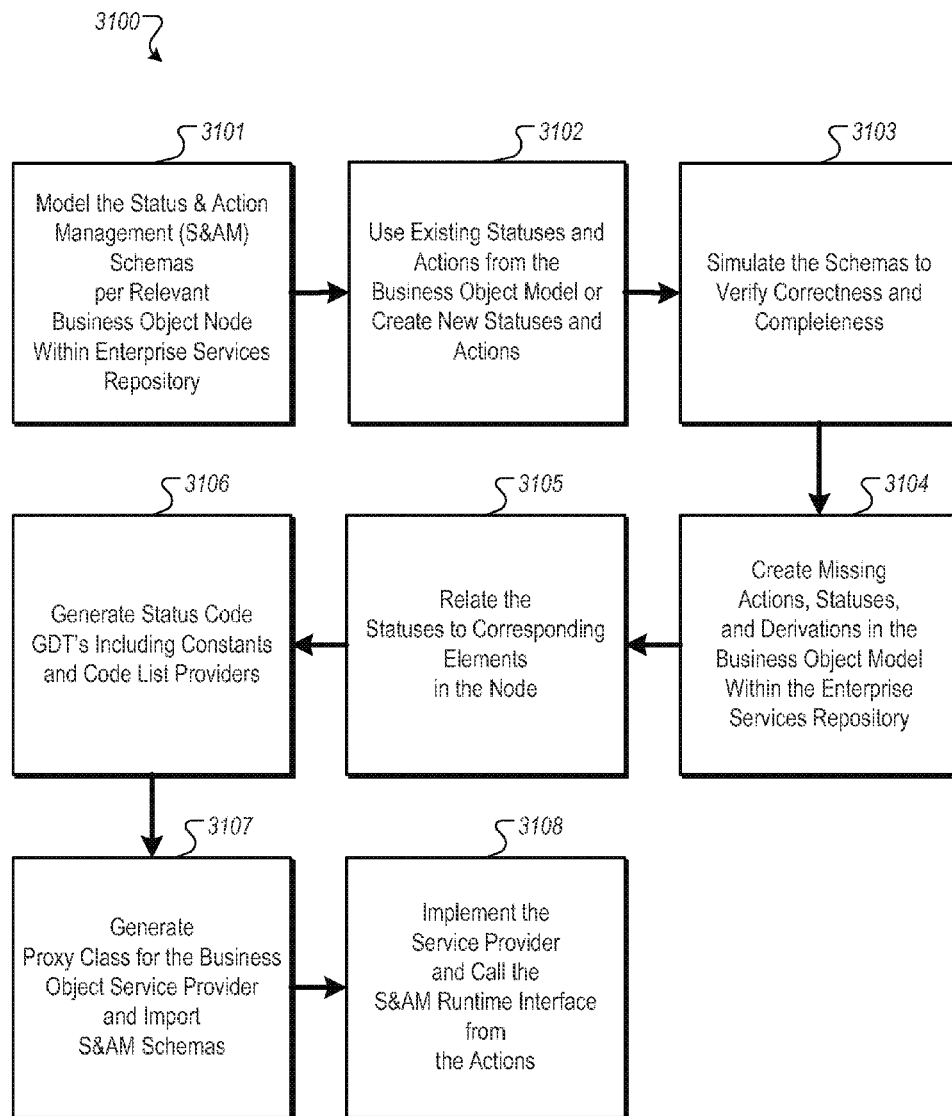 3100
3101
Model the Status & Action
Management (S&AM)
Schemas
per Relevant
Business Object Node
Within Enterprise Services
Repository
3102
Use Existing Statuses and
Actions from the
Business Object Model or
Create New Statuses and
Actions
3103
Simulate the Schemas to
Verify Correctness and
Completeness
3104
Create Missing
Actions, Statuses,
and Derivations in the
Business Object Model
Within the Enterprise
Services Repository
3105
Relate the
Statuses to Corresponding
Elements
in the Node
3106
Generate Status Code
GDT's Including Constants
and Code List Providers
3107
Generate
Proxy Class for the Business
Object Service Provider
and Import
S&AM Schemas
3108
Implement the
Service Provider
and Call the
S&AM Runtime Interface
from
the Actions